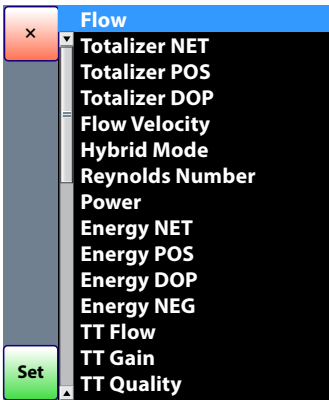 ×
Flow
Totalizer NET
Totalizer POS
Totalizer DOP
Flow Velocity
Hybrid Mode
Reynolds Number
Power
Energy NET
Energy POS
Energy DOP
Energy NEG
TT Flow
TT Gain
TT Quality
Set